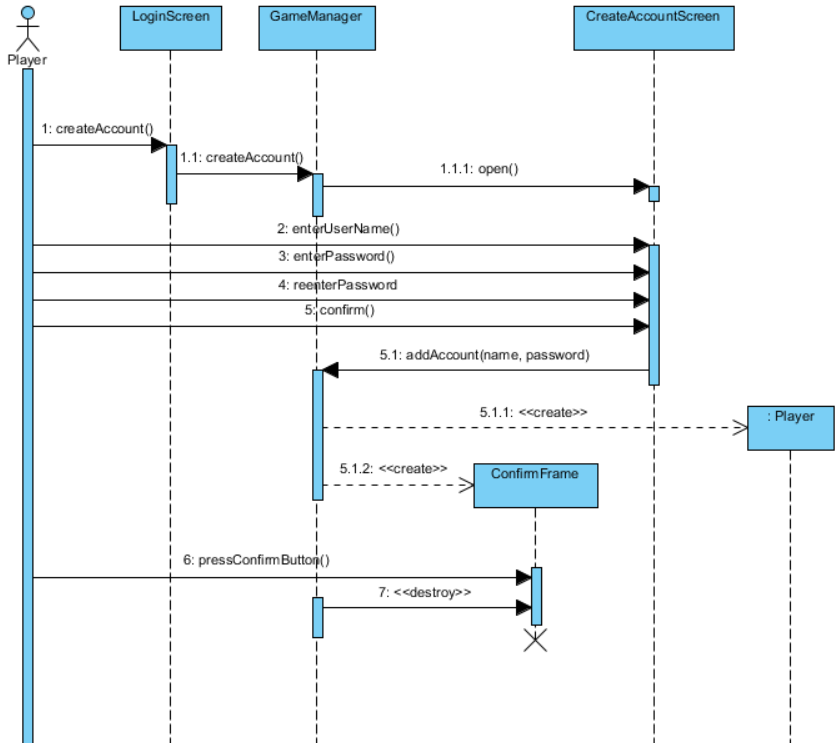 LoginScreen
GameManager
CreateAccountScreen
Player
1: createAccount()
1.1: createAccount()
1.1.1: open()
2: enterUserName()
3: enterPassword()
4: reenterPassword
5: confirm()
5.1: addAccount(name, password)
5.1.1: <<create>>
: Player
5.1.2: <<create>>
ConfirmFrame
6: pressConfirmButton()
7: <<destroy>>